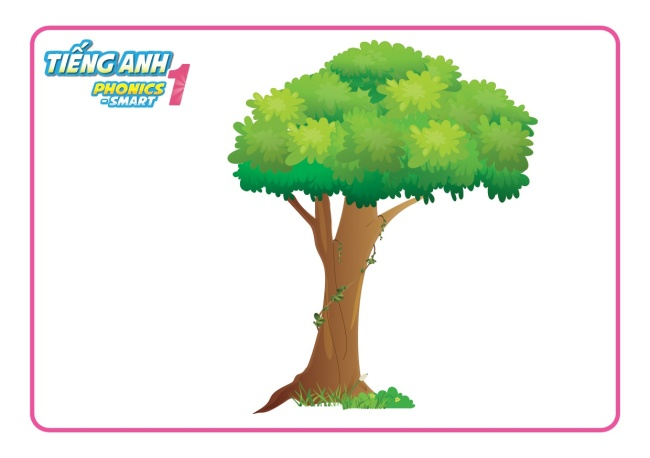 TIẾNG ANH 1
PHONICS
- SMART